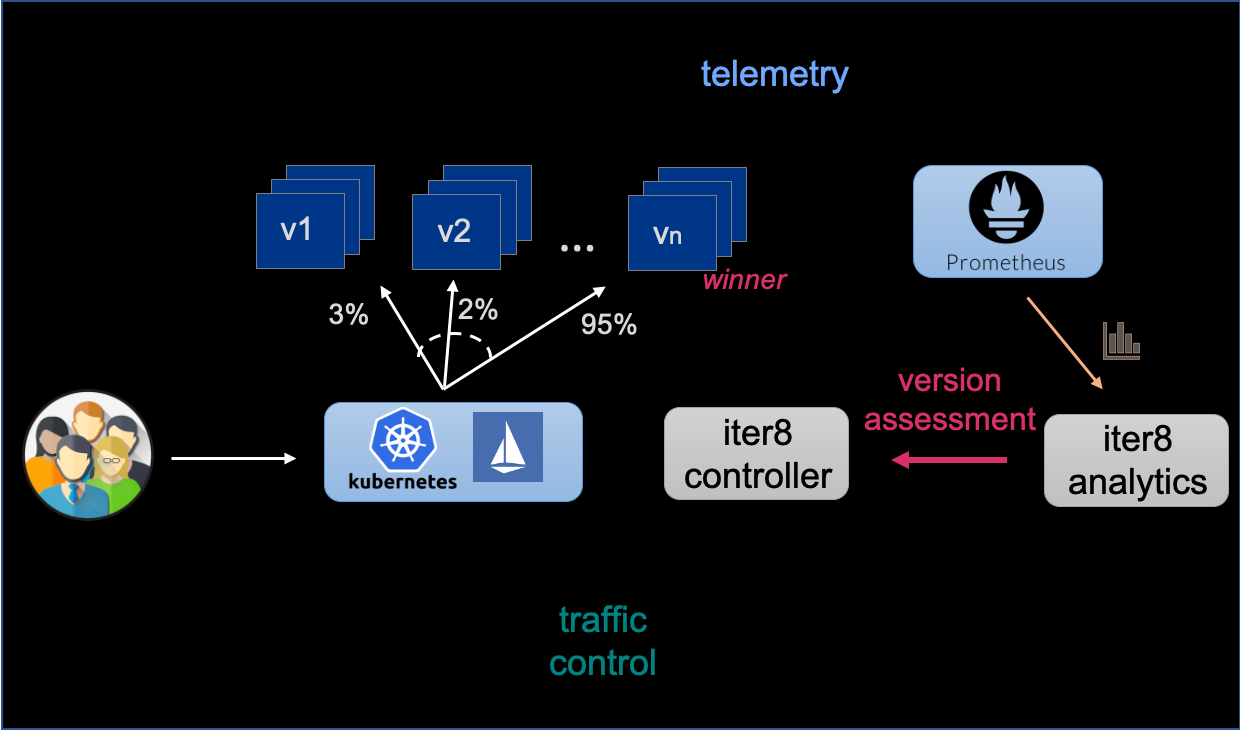 telemetry
v1
v2
...
vn
winner
Prometheus
3%
2%
95%
version
assessment
kubernetes
iter8
controller
iter8
analytics
traffic
control